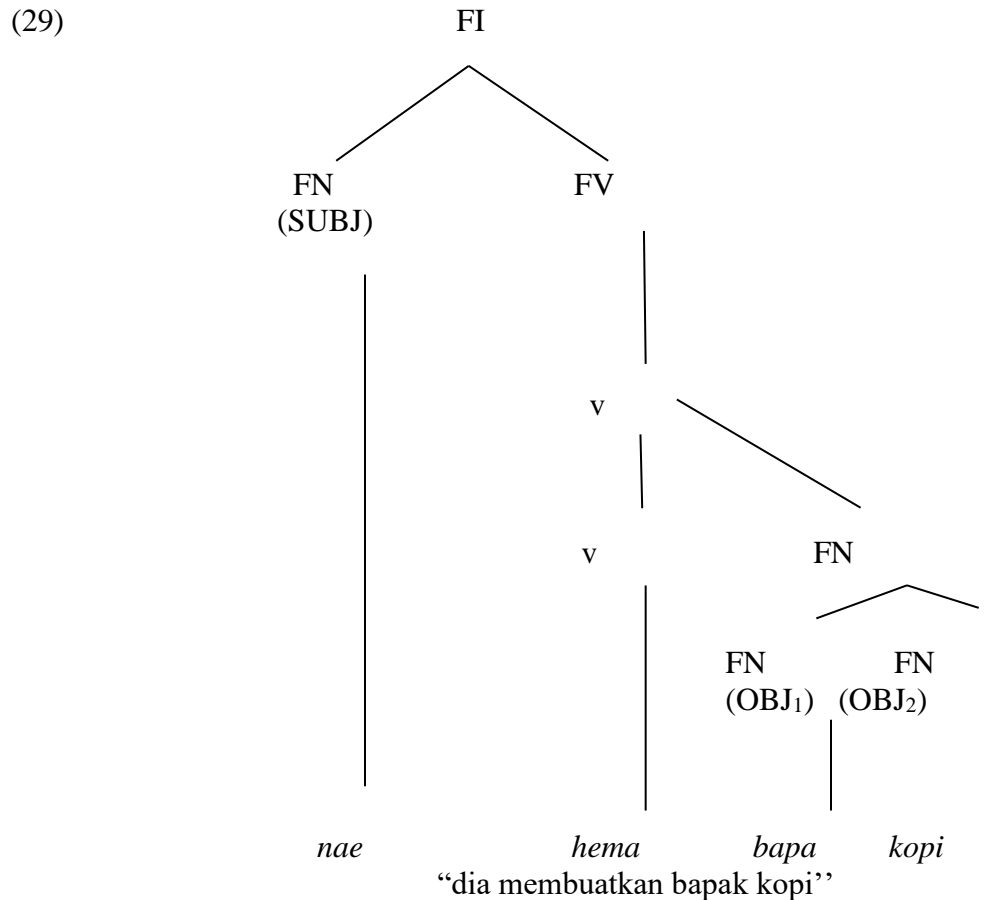 (29) FI
FN FV
(SUBJ)
v
v FN
FN FN
(OBJ₁) (OBJ₂)
nae hema bapa kopi
“dia membuatkan bapak kopi’’